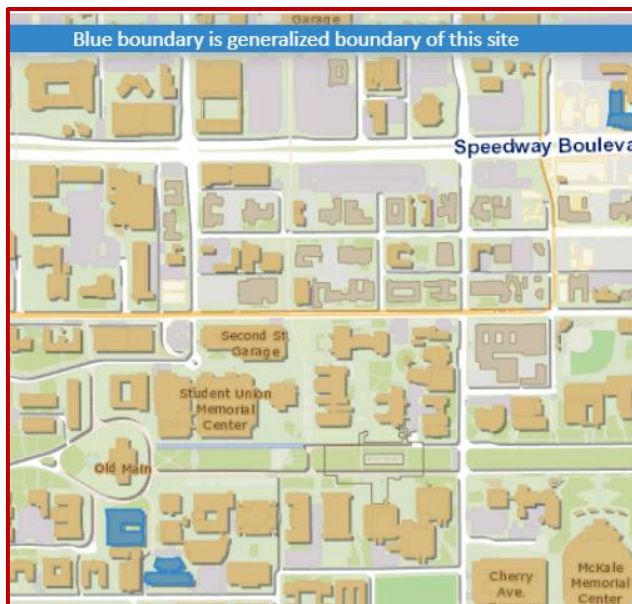 Garage
Blue boundary is generalized boundary of this site
Speedway Bouleva
Second St.
Garage
Student Union
Memorial
Center
Old Main
Cherry
Ave.
McKale
Memorial
Center